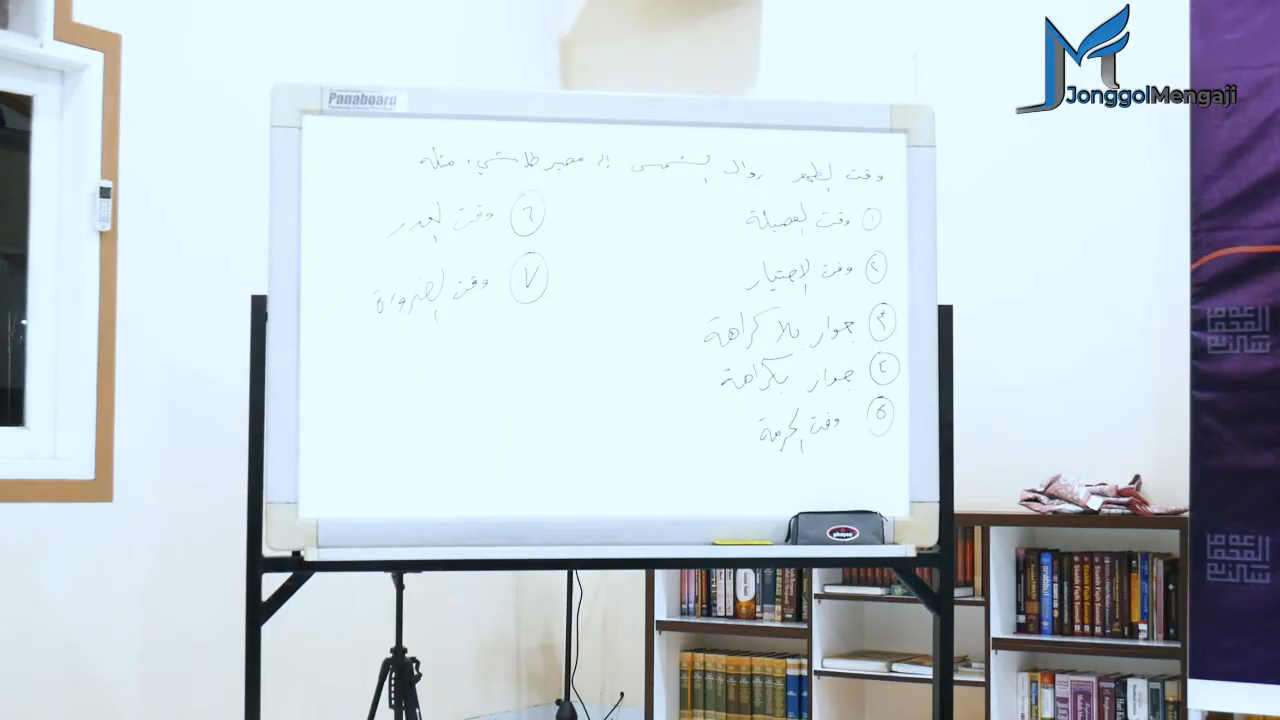 JonggolMengaji
Panaboard
وقت الظهر زوال الشمس إلى مصير ظل الشيء مثله
١ وقت الفضيلة
٢ وقت الاختيار
٣ جواز بلا كراهة
٤ جواز بكراهة
٥ وقت الحرمة
٦ وقت العذر
٧ وقت الضرورة